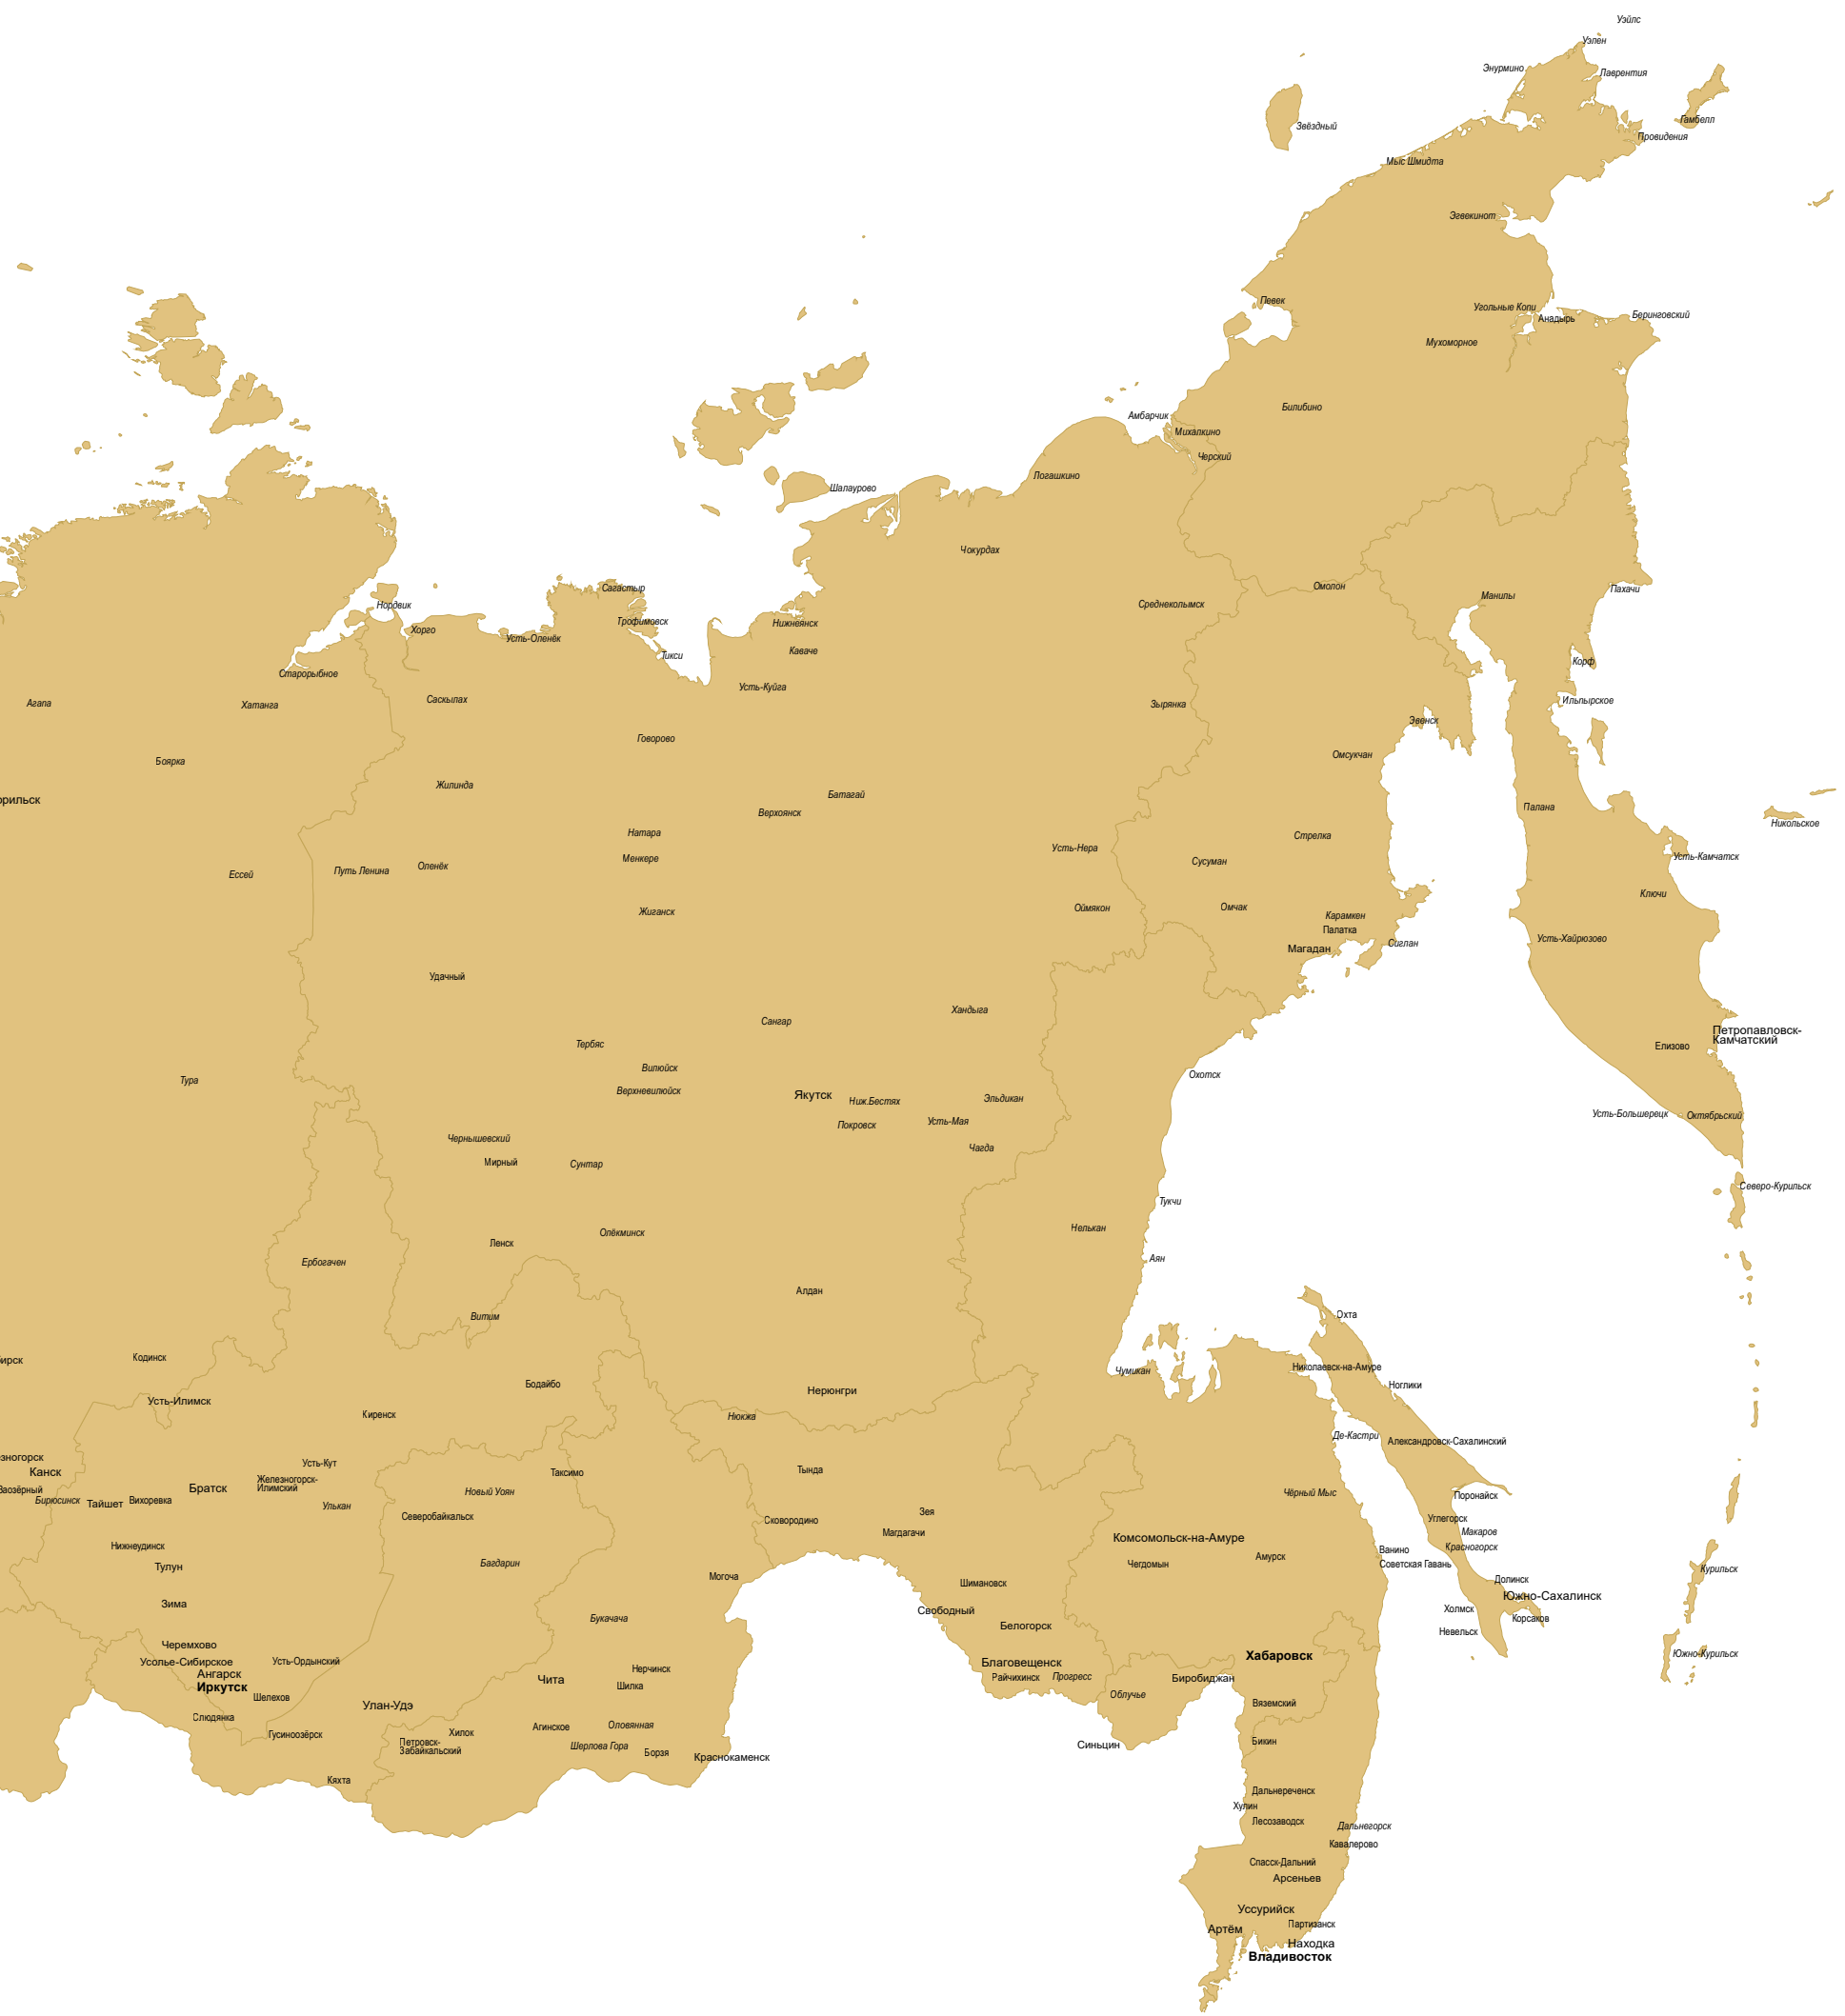 Уэйлс
Уэлен
Энурмино
Лаврентия
Гамбелл
Звёздный
Провидения
Мыс Шмидта
Эгвекинот
Певек
Угольные Копи
Анадырь
Беринговский
Мухоморное
Билибино
Амбарчик
Михалкино
Черский
Логашкино
Шалаурово
Чокурдах
Омолон
Сагастыр
Пахачи
Манилы
Среднеколымск
Нордвик
Трофимовск
Нижнеянск
Хорго
Усть-Оленёк
Каваче
Тикси
Корф
Старорыбное
Усть-Куйга
Саскылах
Ильпырское
Агапа
Хатанга
Зырянка
Эвенск
Говорово
Омсукчан
Боярка
Жилинда
Батагай
орильск
Палана
Верхоянск
Никольское
Натара
Стрелка
Усть-Нера
Менкере
Усть-Камчатск
Сусуман
Оленёк
Путь Ленина
Ессей
Ключи
Оймякон
Омчак
Жиганск
Карамкен
Палатка
Усть-Хайрюзово
Сиглан
Магадан
Удачный
Хандыга
Сангар
Петропавловск-
Камчатский
Тербяс
Елизово
Вилюйск
Охотск
Тура
Верхневилюйск
Якутск
Эльдикан
Ниж.Бестях
Усть-Большерецк
Октябрьский
Усть-Мая
Покровск
Чернышевский
Чагда
Мирный
Сунтар
Северо-Курильск
Тукчи
Нелькан
Олёкминск
Ленск
Аян
Ербогачен
Алдан
Охта
Витим
Кодинск
ирск
Николаевск-на-Амуре
Чумикан
Бодайбо
Ноглики
Нерюнгри
Усть-Илимск
Киренск
Нюкжа
Де-Кастри
Александровск-Сахалинский
зногорск
Усть-Кут
Тында
Канск
Таксимо
Железногорск-
Илимский
Братск
Заозёрный
Новый Уоян
Чёрный Мыс
Поронайск
Бирюсинск
Тайшет
Вихоревка
Улькан
Зея
Северобайкальск
Углегорск
Сковородино
Магдагачи
Макаров
Комсомольск-на-Амуре
Нижнеудинск
Красногорск
Ванино
Амурск
Багдарин
Чегдомын
Советская Гавань
Тулун
Курильск
Могоча
Долинск
Шимановск
Южно-Сахалинск
Зима
Свободный
Холмск
Букачача
Корсаков
Белогорск
Невельск
Черемхово
Южно-Курильск
Хабаровск
Усолье-Сибирское
Усть-Ордынский
Благовещенск
Нерчинск
Ангарск
Райчихинск
Прогресс
Биробиджан
Чита
Иркутск
Шилка
Облучье
Шелехов
Вяземский
Улан-Удэ
Слюдянка
Оловянная
Агинское
Хилок
Гусиноозёрск
Петровск-
Забайкальский
Бикин
Синьцин
Шерлова Гора
Борзя
Краснокаменск
Кяхта
Дальнереченск
Хулин
Лесозаводск
Дальнегорск
Кавалерово
Спасск-Дальний
Арсеньев
Уссурийск
Партизанск
Артём
Находка
Владивосток